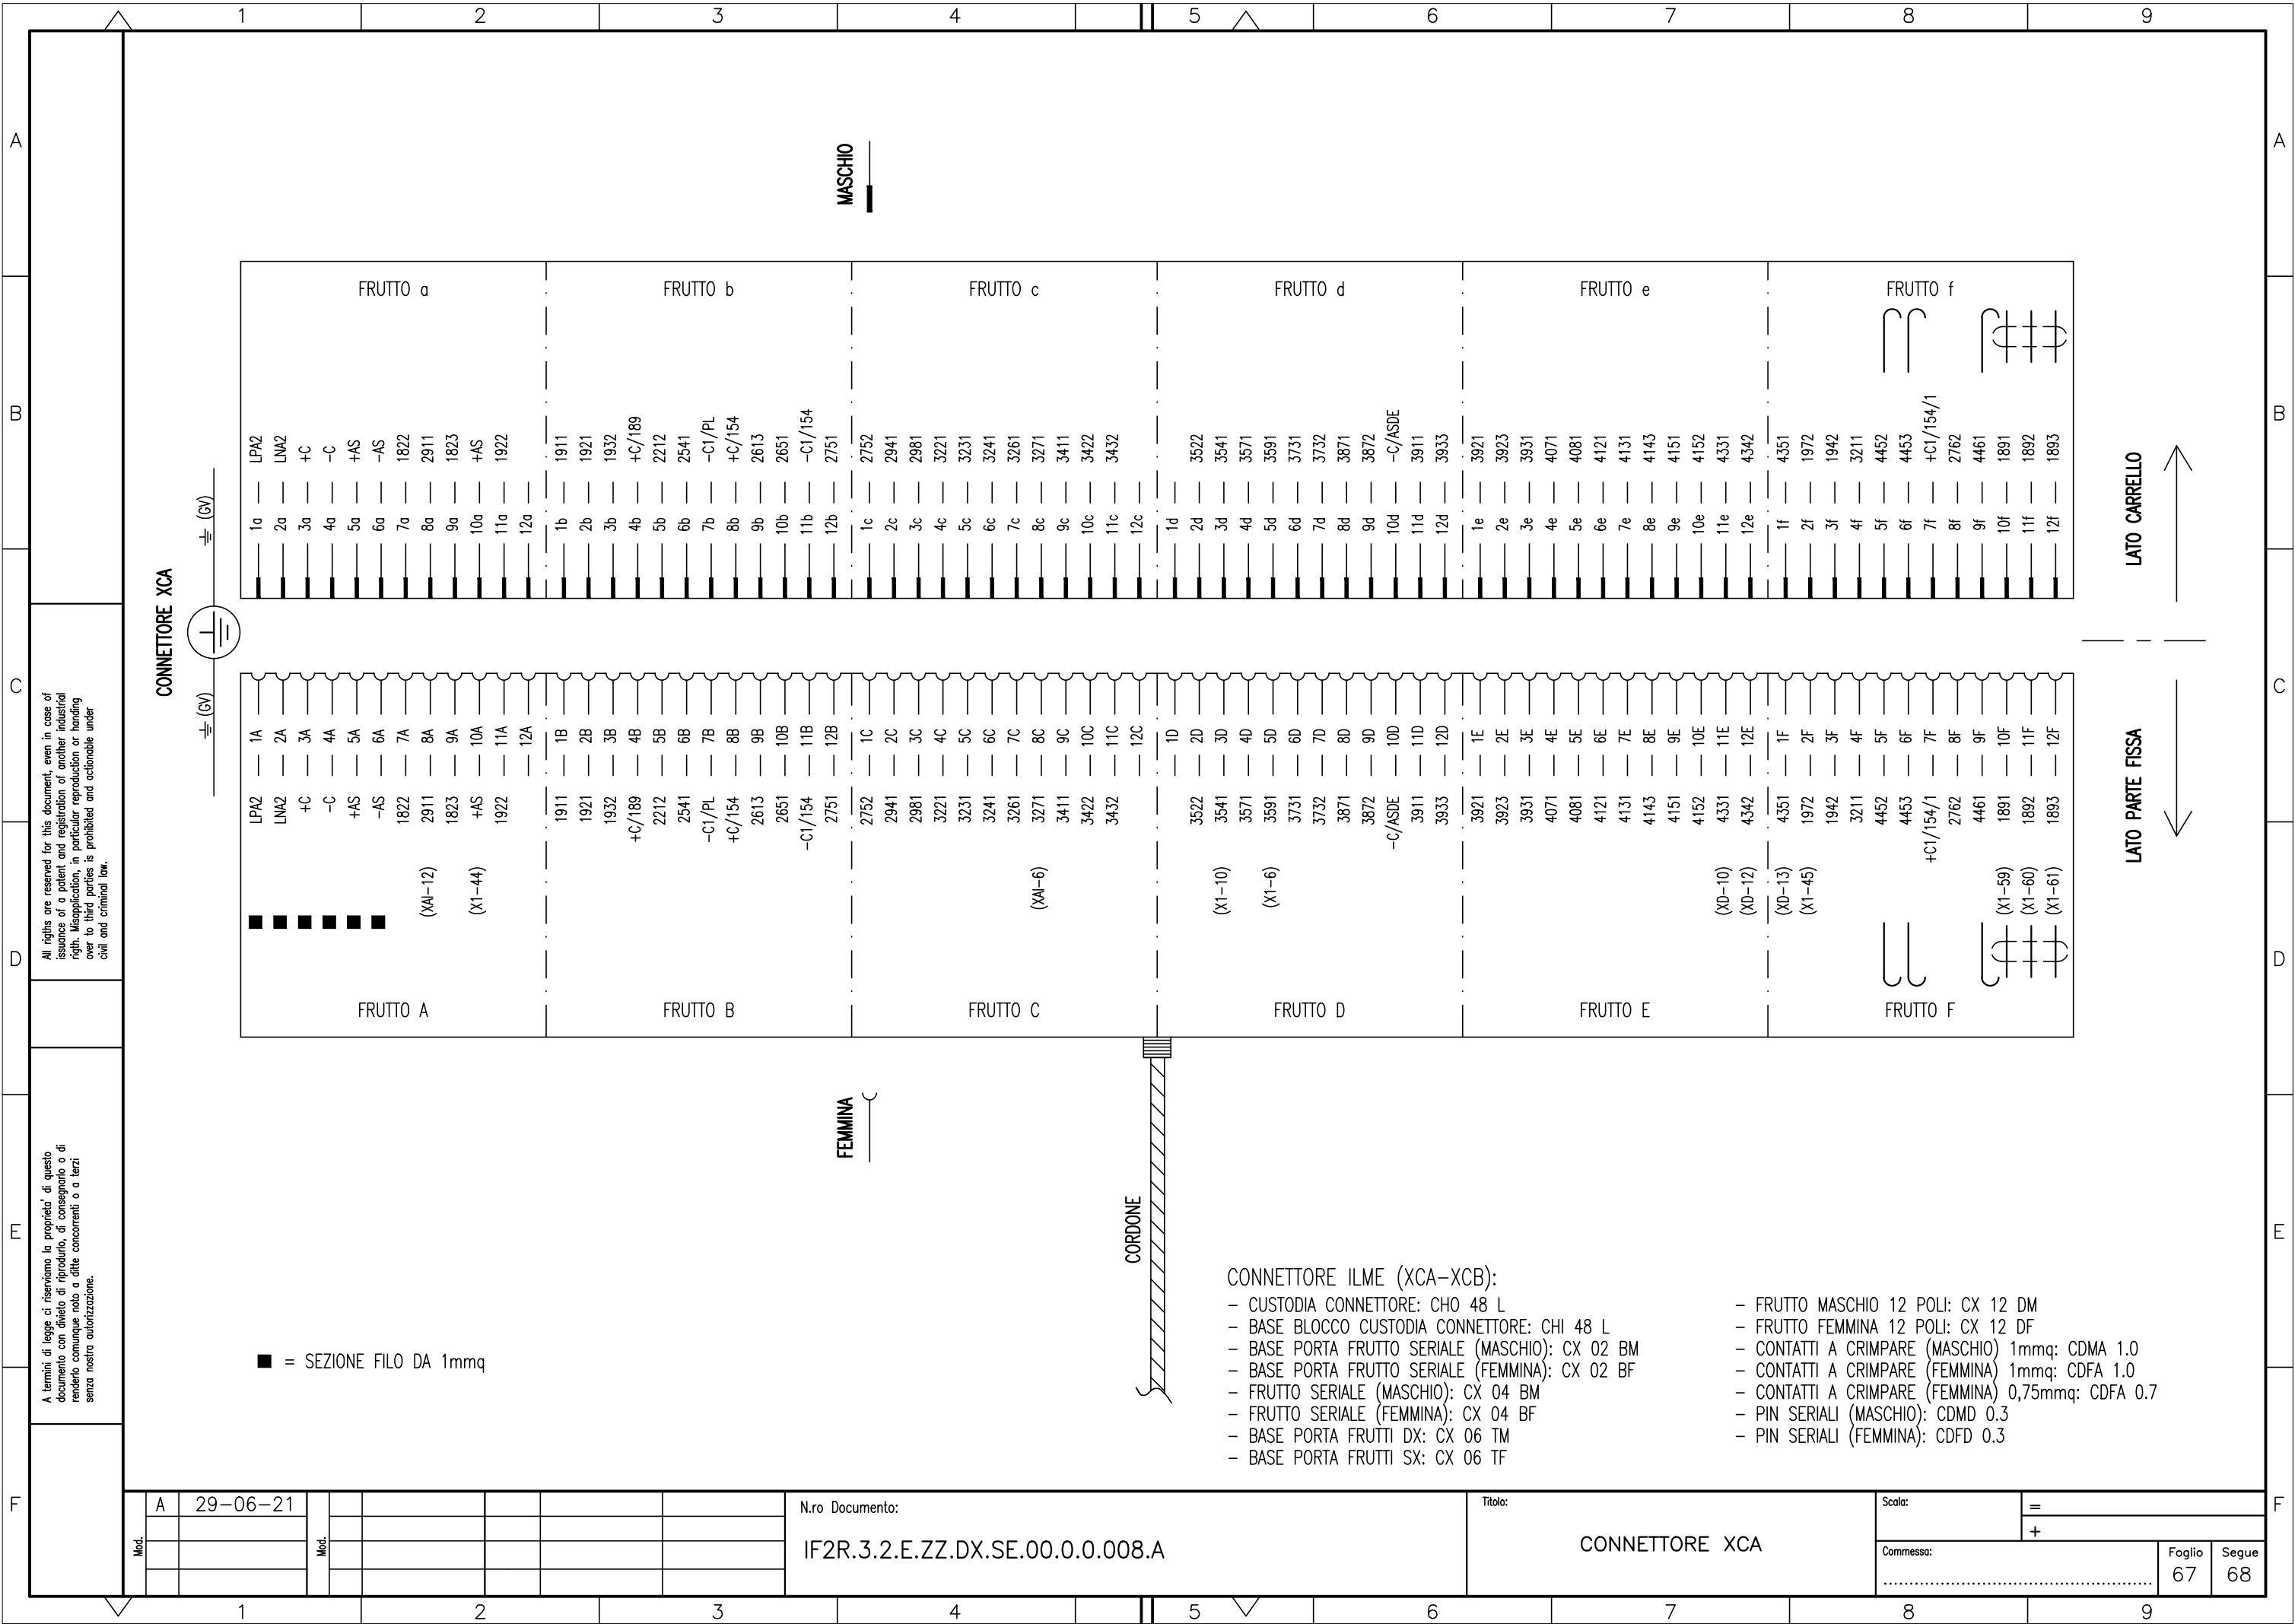 1 2 3 4 5 6 7 8 9
A
B
C
D
E
F
MASCHIO
FRUTTO a FRUTTO b FRUTTO c FRUTTO d FRUTTO e FRUTTO f
LPA2 LNA2 +C -C +AS -AS 1822 2911 1823 +AS 1922
1911 1921 1932 +C/189 2212 2541 -C1/PL +C/154 2613 2651 -C1/154 2751
2752 2941 2981 3221 3231 3241 3261 3271 3411 3422 3432
3522 3541 3571 3591 3731 3732 3871 3872 -C/ASDE 3911 3933
3921 3923 3931 4071 4081 4121 4131 4143 4151 4152 4331 4342
4351 1972 1942 3211 4452 4453 +C1/154/1 2762 4461 1891 1892 1893
1a 2a 3a 4a 5a 6a 7a 8a 9a 10a 11a 12a
1b 2b 3b 4b 5b 6b 7b 8b 9b 10b 11b 12b
1c 2c 3c 4c 5c 6c 7c 8c 9c 10c 11c 12c
1d 2d 3d 4d 5d 6d 7d 8d 9d 10d 11d 12d
1e 2e 3e 4e 5e 6e 7e 8e 9e 10e 11e 12e
1f 2f 3f 4f 5f 6f 7f 8f 9f 10f 11f 12f
(GV)
CONNETTORE XCA
(GV)
LATO CARRELLO
LATO PARTE FISSA
1A 2A 3A 4A 5A 6A 7A 8A 9A 10A 11A 12A
1B 2B 3B 4B 5B 6B 7B 8B 9B 10B 11B 12B
1C 2C 3C 4C 5C 6C 7C 8C 9C 10C 11C 12C
1D 2D 3D 4D 5D 6D 7D 8D 9D 10D 11D 12D
1E 2E 3E 4E 5E 6E 7E 8E 9E 10E 11E 12E
1F 2F 3F 4F 5F 6F 7F 8F 9F 10F 11F 12F
LPA2 LNA2 +C -C +AS -AS 1822 2911 1823 +AS 1922
1911 1921 1932 +C/189 2212 2541 -C1/PL +C/154 2613 2651 -C1/154 2751
2752 2941 2981 3221 3231 3241 3261 3271 3411 3422 3432
3522 3541 3571 3591 3731 3732 3871 3872 -C/ASDE 3911 3933
3921 3923 3931 4071 4081 4121 4131 4143 4151 4152 4331 4342
4351 1972 1942 3211 4452 4453 +C1/154/1 2762 4461 1891 1892 1893
(XAI-12) (X1-44) (XAI-6) (X1-10) (X1-6) (XD-10) (XD-12) (XD-13) (X1-45) (X1-59) (X1-60) (X1-61)
FRUTTO A FRUTTO B FRUTTO C FRUTTO D FRUTTO E FRUTTO F
FEMMINA
CORDONE
■ = SEZIONE FILO DA 1mmq
CONNETTORE ILME (XCA-XCB):
- CUSTODIA CONNETTORE: CHO 48 L
- BASE BLOCCO CUSTODIA CONNETTORE: CHI 48 L
- BASE PORTA FRUTTO SERIALE (MASCHIO): CX 02 BM
- BASE PORTA FRUTTO SERIALE (FEMMINA): CX 02 BF
- FRUTTO SERIALE (MASCHIO): CX 04 BM
- FRUTTO SERIALE (FEMMINA): CX 04 BF
- BASE PORTA FRUTTI DX: CX 06 TM
- BASE PORTA FRUTTI SX: CX 06 TF
- FRUTTO MASCHIO 12 POLI: CX 12 DM
- FRUTTO FEMMINA 12 POLI: CX 12 DF
- CONTATTI A CRIMPARE (MASCHIO) 1mmq: CDMA 1.0
- CONTATTI A CRIMPARE (FEMMINA) 1mmq: CDFA 1.0
- CONTATTI A CRIMPARE (FEMMINA) 0,75mmq: CDFA 0.7
- PIN SERIALI (MASCHIO): CDMD 0.3
- PIN SERIALI (FEMMINA): CDFD 0.3
All rigths are reserved for this document, even in case of
issuance of a patent and registration of another industrial
rigth. Misapplication, in particular reproduction or handing
over to third parties is prohibited and actionable under
civil and criminal law.
A termini di legge ci riserviamo la proprieta' di questo
documento con divieto di riprodurlo, di consegnarlo o di
renderlo comunque noto a ditte concorrenti o a terzi
senza nostra autorizzazione.
Mod.
A 29-06-21
Mod.
N.ro Documento:
IF2R.3.2.E.ZZ.DX.SE.00.0.0.008.A
Titolo:
CONNETTORE XCA
Scala:
=
+
Commessa:
Foglio
67
Segue
68
A
B
C
D
E
F
1 2 3 4 5 6 7 8 9